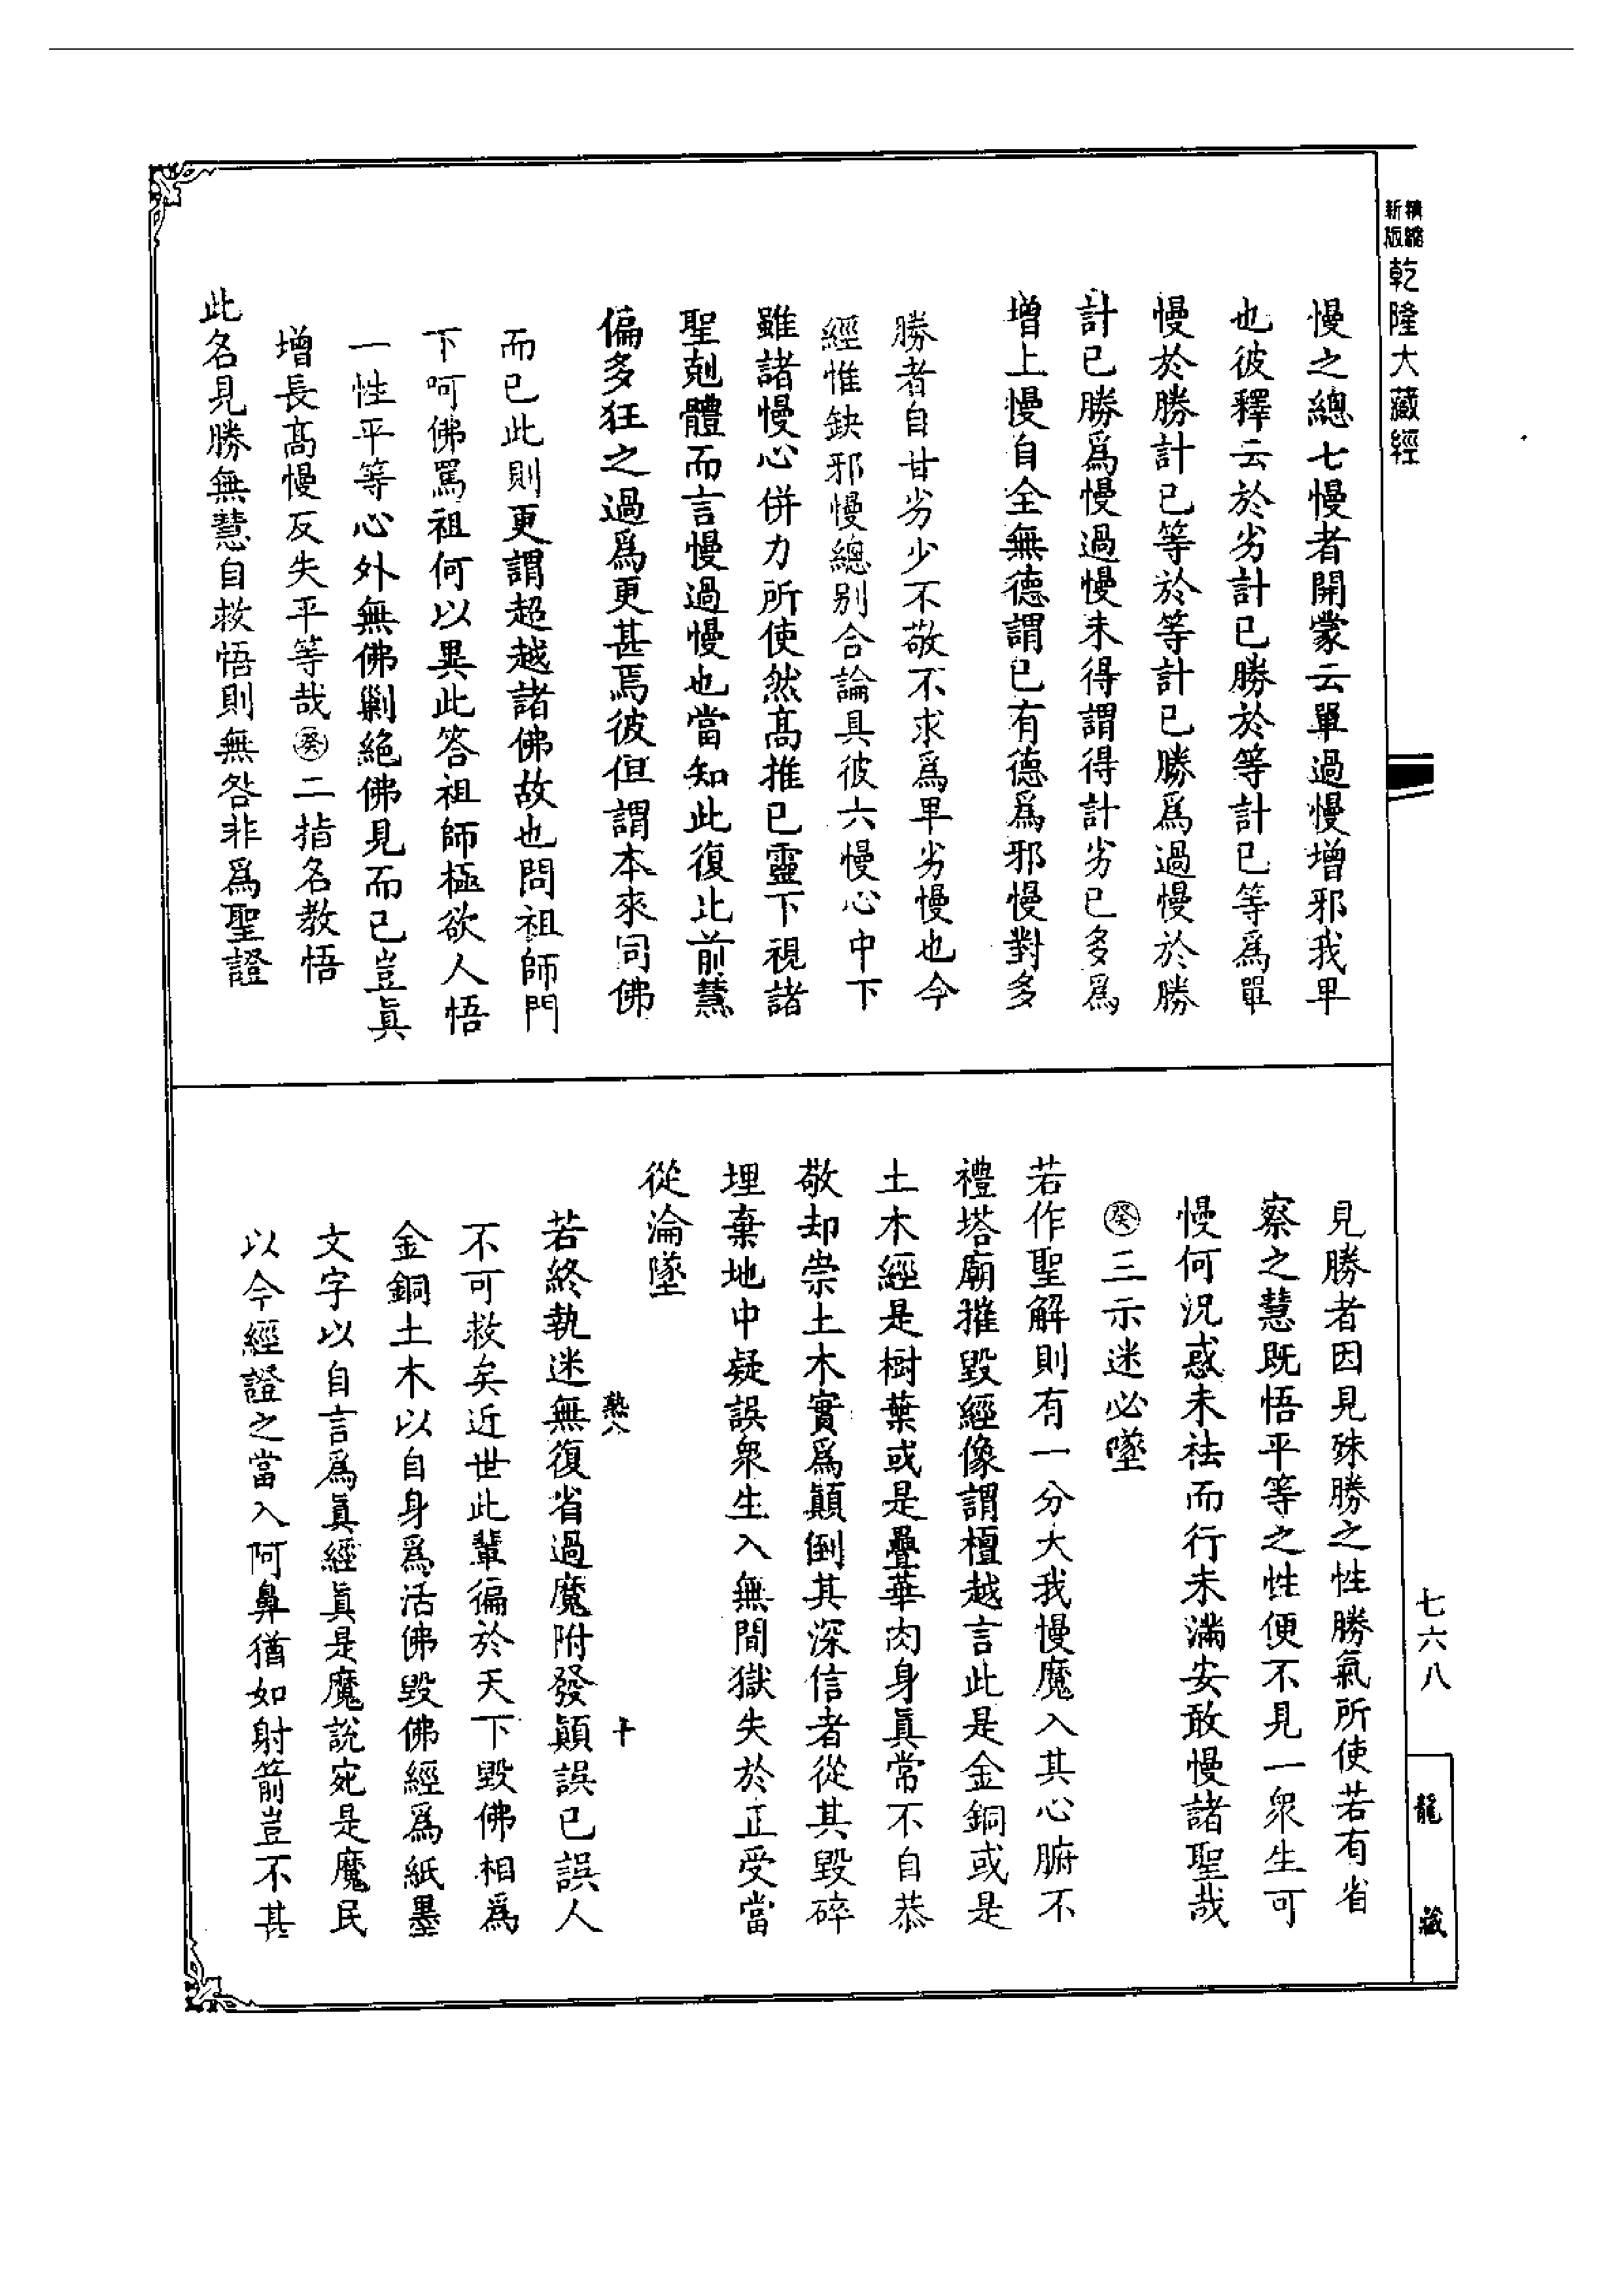 精縮新版
乾隆大藏經
慢之總七慢者開蒙云單過慢增邪我卑
也彼釋云於劣計已勝於等計已等為單
慢於勝計已等於等計已勝爲過慢於勝
計已勝爲慢過慢未得謂得計劣已多爲
增上慢自全無德謂已有德爲邪慢對多
勝者自甘劣少不敬不求爲卑劣慢也今
經惟缺邪慢總别合論具彼六慢心中下
雖諸慢心併力所使然髙推已靈下視諸
聖剋體而言慢過慢也當知此復比前慧
偏多狂之過爲更甚焉彼但謂本來同佛
而已此則更謂超越諸佛故也問祖師門
下呵佛罵祖何以異此答祖師極欲人悟
一性平等心外無佛剿絕佛見而已豈真
增長髙慢反失平等哉㊛二指名教悟
此名見勝無慧自救悟則無咎非爲聖證
七六八
龍藏
見勝者因見殊勝之性勝氣所使若有省
察之慧既悟平等之性便不見一衆生可
慢何況惑未祛而行未滿安敢慢諸聖哉
癸三示迷必墜
若作聖解則有一分大我慢魔入其心腑不
禮塔廟摧毀經像謂檀越言此是金銅或是
土木經是樹葉或是疊華肉身真常不自恭
敬却崇土木實爲顛倒其深信者從其毀碎
埋棄地中疑誤衆生入無間獄失於正受當
從淪墜
熱八
十
若終執迷無復省過魔附發顛誤已誤人
不可救矣近世此輩徧於天下毀佛相爲
金銅土木以自身爲活佛毀佛經爲紙墨
文字以自言爲真經真是魔說宛是魔民
以今經證之當入阿鼻猶如射箭豈不甚